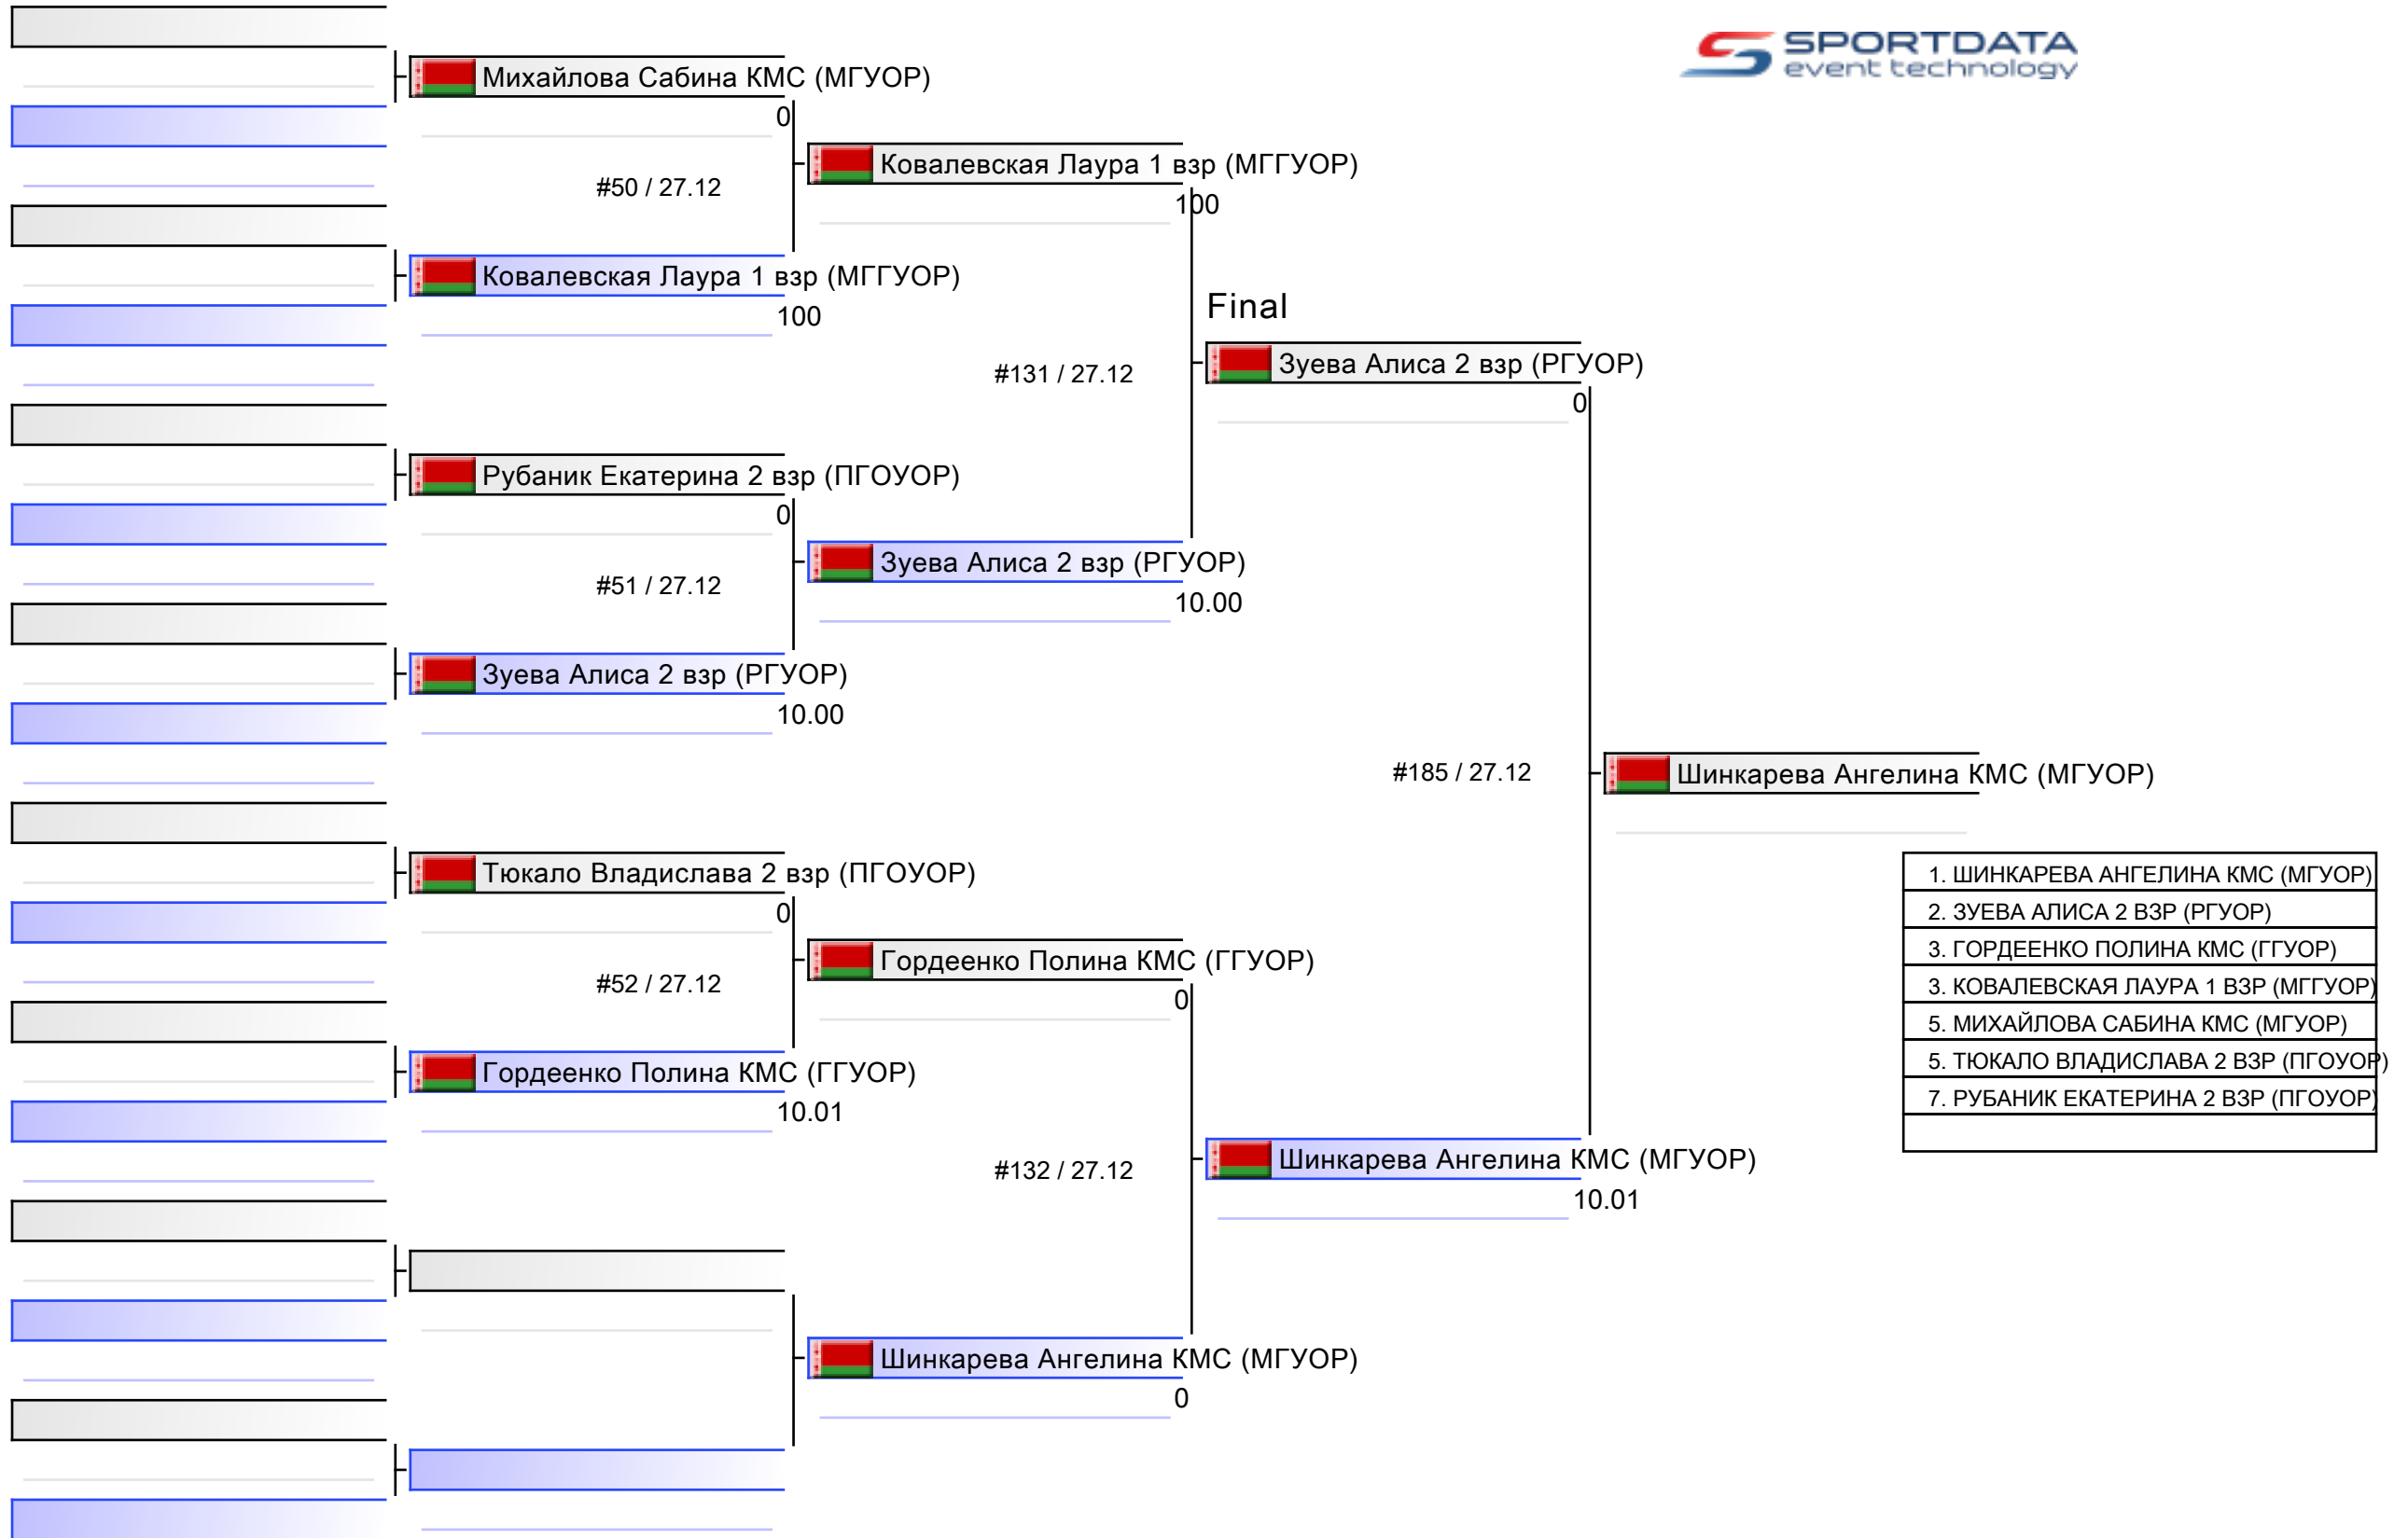 SPORTDATA
event technology
Михайлова Сабина КМС (МГУОР)
0
#50 / 27.12
Ковалевская Лаура 1 взр (МГГУОР)
100
Ковалевская Лаура 1 взр (МГГУОР)
100
#131 / 27.12
Рубаник Екатерина 2 взр (ПГОУОР)
0
#51 / 27.12
Зуева Алиса 2 взр (РГУОР)
10.00
Зуева Алиса 2 взр (РГУОР)
10.00
Final
Зуева Алиса 2 взр (РГУОР)
0
#185 / 27.12
Шинкарева Ангелина КМС (МГУОР)
Тюкало Владислава 2 взр (ПГОУОР)
0
#52 / 27.12
Гордеенко Полина КМС (ГГУОР)
0
Гордеенко Полина КМС (ГГУОР)
10.01
#132 / 27.12
Шинкарева Ангелина КМС (МГУОР)
10.01
Шинкарева Ангелина КМС (МГУОР)
0
1. ШИНКАРЕВА АНГЕЛИНА КМС (МГУОР)
2. ЗУЕВА АЛИСА 2 ВЗР (РГУОР)
3. ГОРДЕЕНКО ПОЛИНА КМС (ГГУОР)
3. КОВАЛЕВСКАЯ ЛАУРА 1 ВЗР (МГГУОР)
5. МИХАЙЛОВА САБИНА КМС (МГУОР)
5. ТЮКАЛО ВЛАДИСЛАВА 2 ВЗР (ПГОУОР)
7. РУБАНИК ЕКАТЕРИНА 2 ВЗР (ПГОУОР)